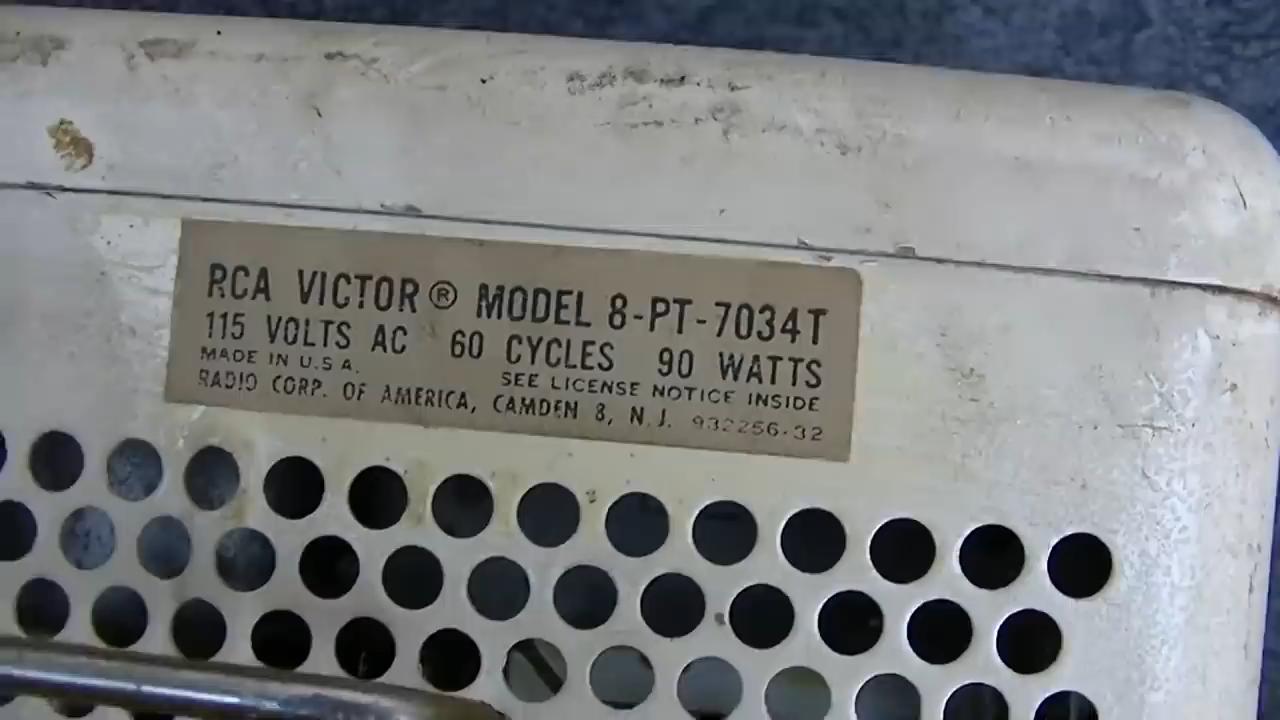 RCA VICTOR® MODEL 8-PT-7034T
115 VOLTS AC 60 CYCLES 90 WATTS
MADE IN U.S.A. SEE LICENSE NOTICE INSIDE
RADIO CORP. OF AMERICA, CAMDEN 8, N.J. 932256-32